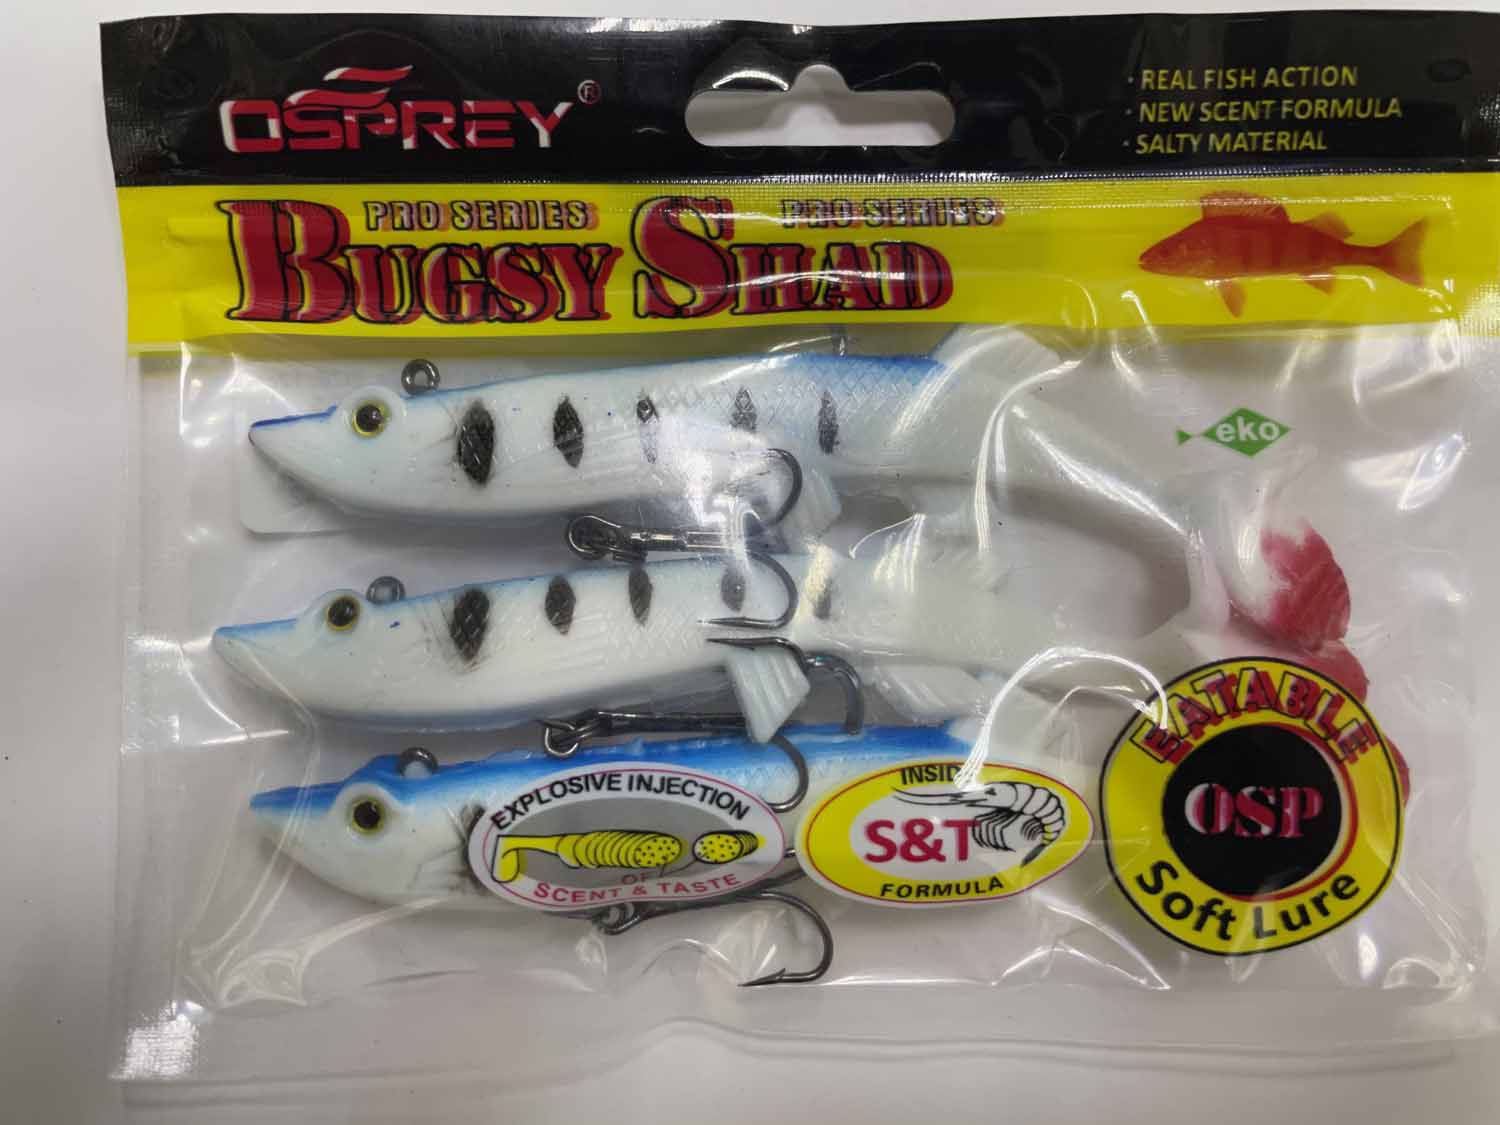 OSPREY®
· REAL FISH ACTION
· NEW SCENT FORMULA
· SALTY MATERIAL
PRO SERIES PRO SERIES
BUGSY SHAD
eko
EXPLOSIVE INJECTION
OF
SCENT & TASTE
INSIDE
S&T
FORMULA
EATABILE
OSP
Soft Lure